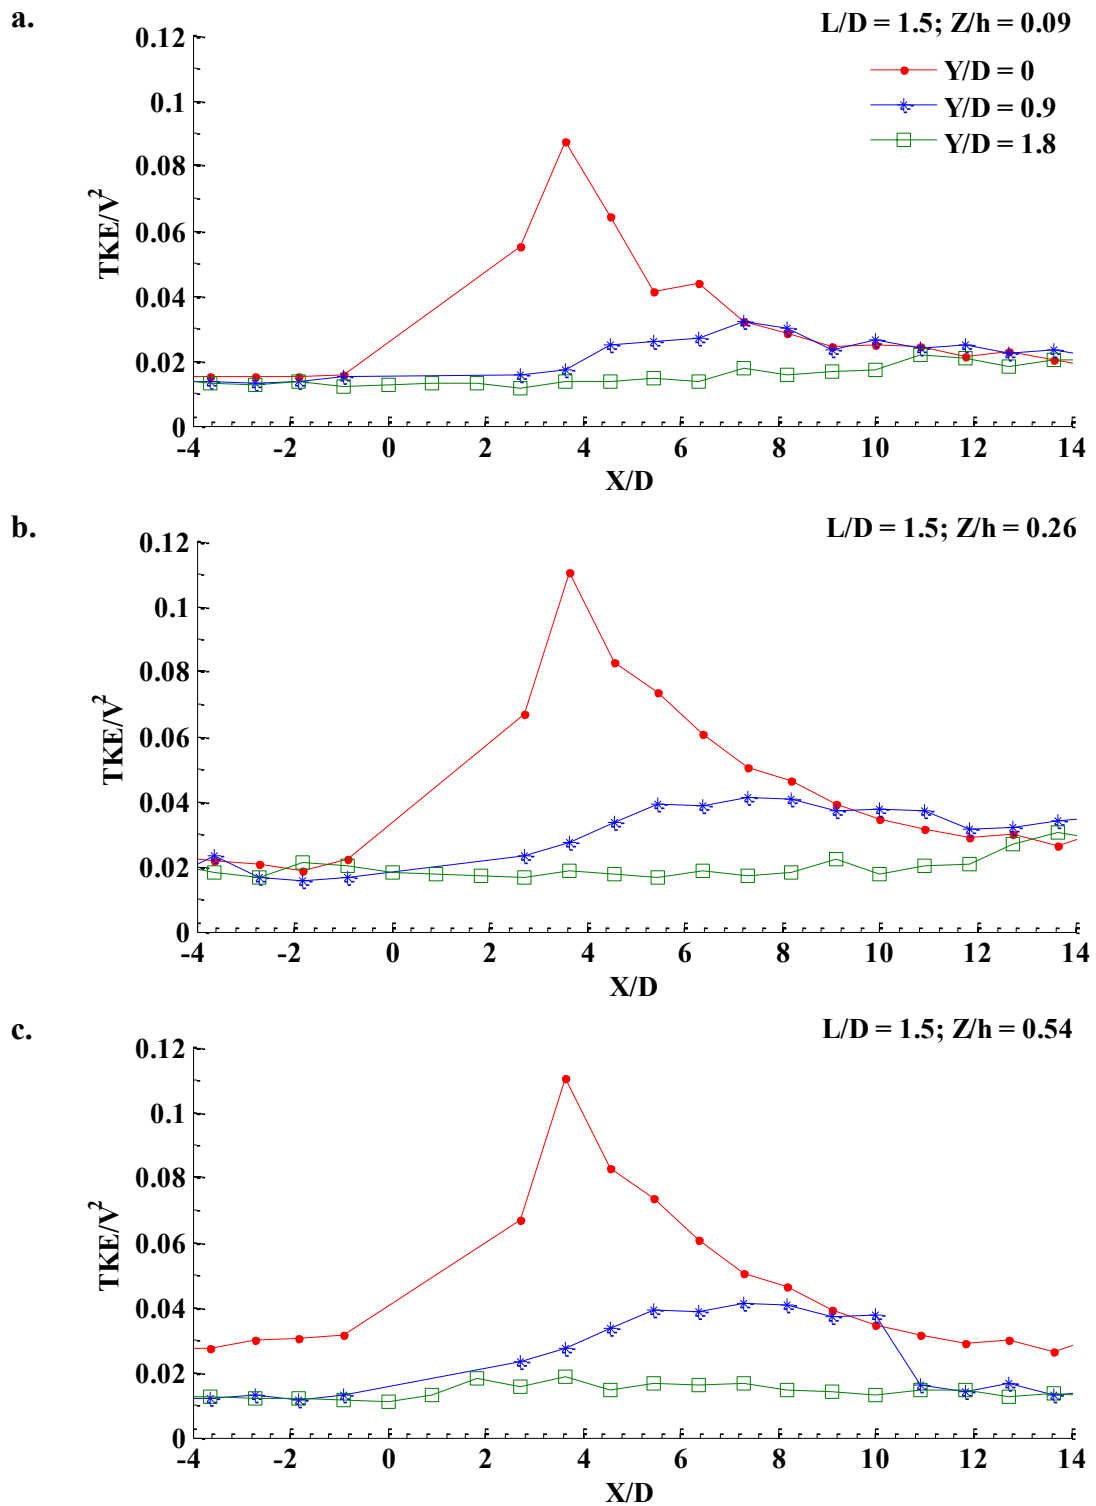 a.
L/D = 1.5; Z/h = 0.09
Y/D = 0
Y/D = 0.9
Y/D = 1.8
TKE/V²
0.12
0.1
0.08
0.06
0.04
0.02
0
-4 -2 0 2 4 6 8 10 12 14
X/D
b.
L/D = 1.5; Z/h = 0.26
TKE/V²
0.12
0.1
0.08
0.06
0.04
0.02
0
-4 -2 0 2 4 6 8 10 12 14
X/D
c.
L/D = 1.5; Z/h = 0.54
TKE/V²
0.12
0.1
0.08
0.06
0.04
0.02
0
-4 -2 0 2 4 6 8 10 12 14
X/D